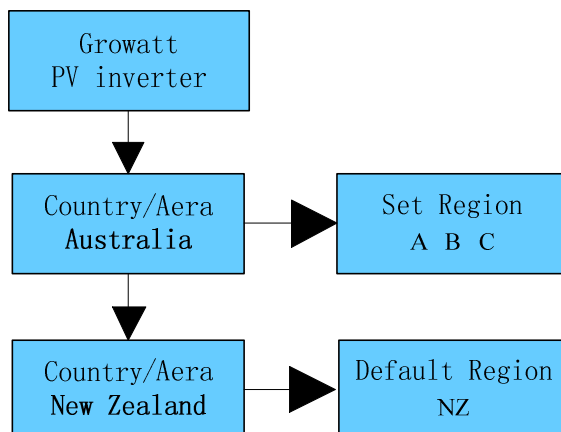 Growatt
PV inverter
Country/Aera
Australia
Set Region
A B C
Country/Aera
New Zealand
Default Region
NZ